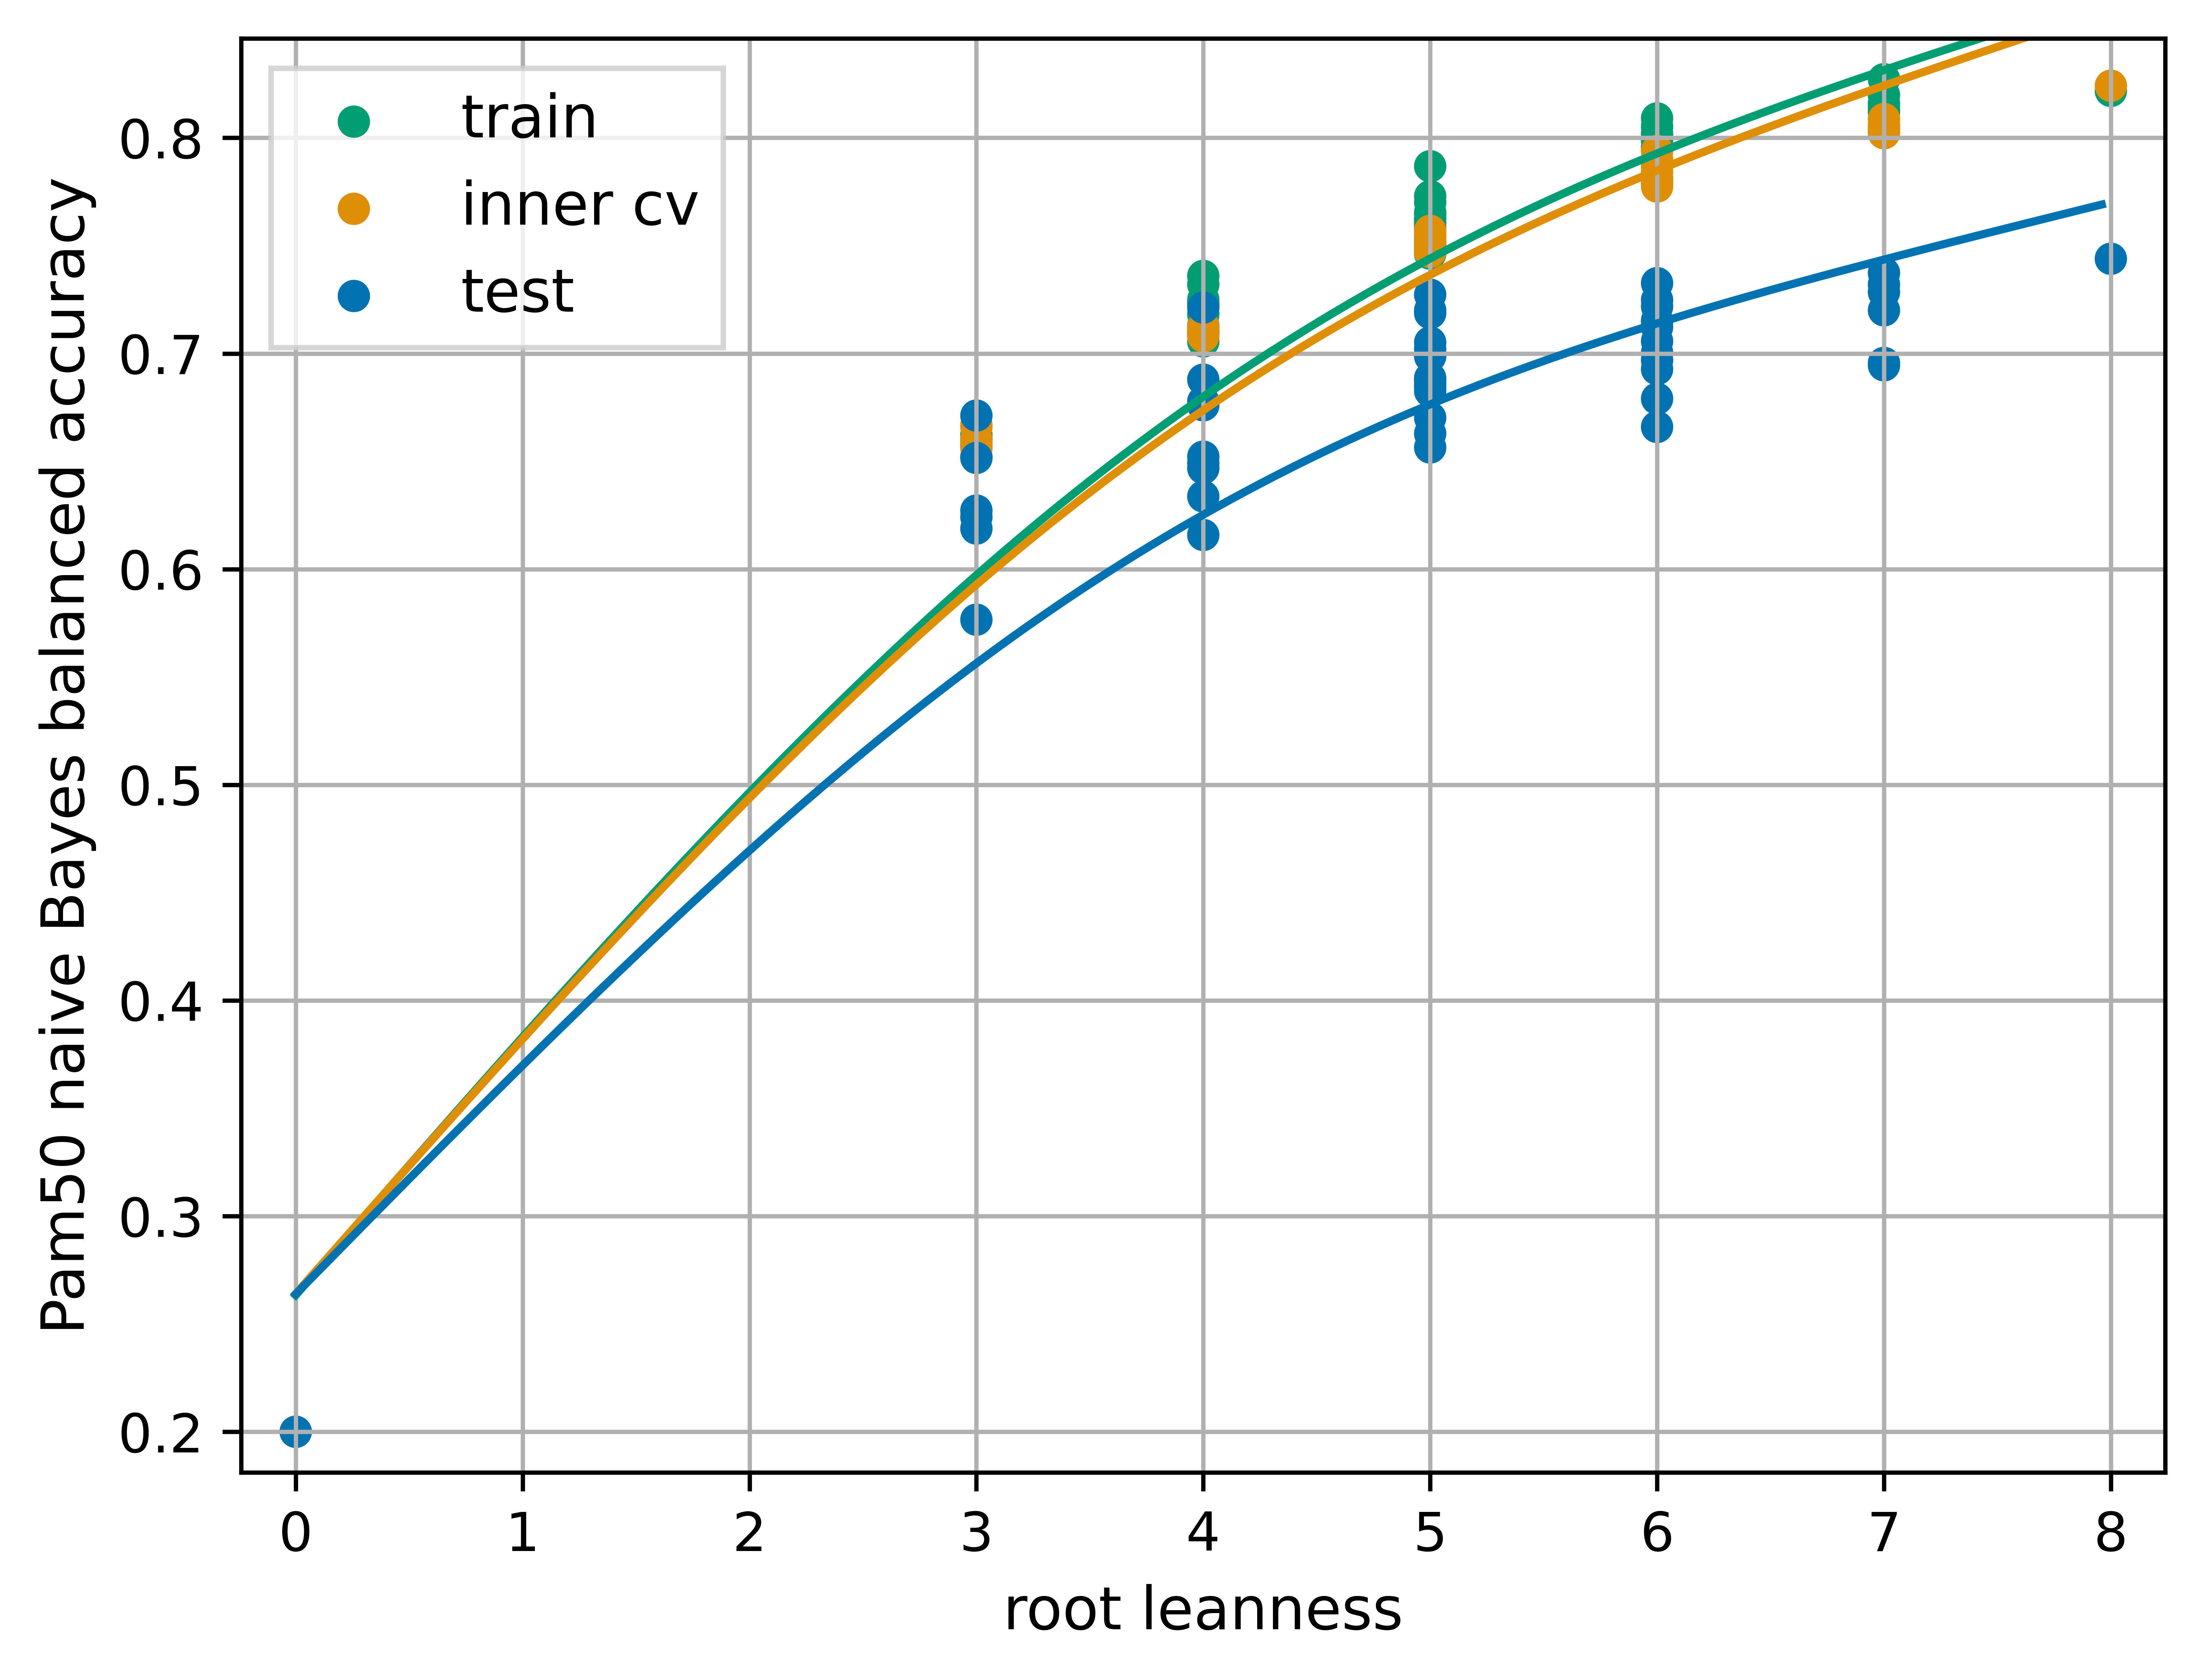 train
inner cv
test
Pam50 naive Bayes balanced accuracy
0.8
0.7
0.6
0.5
0.4
0.3
0.2
0 1 2 3 4 5 6 7 8
root leanness